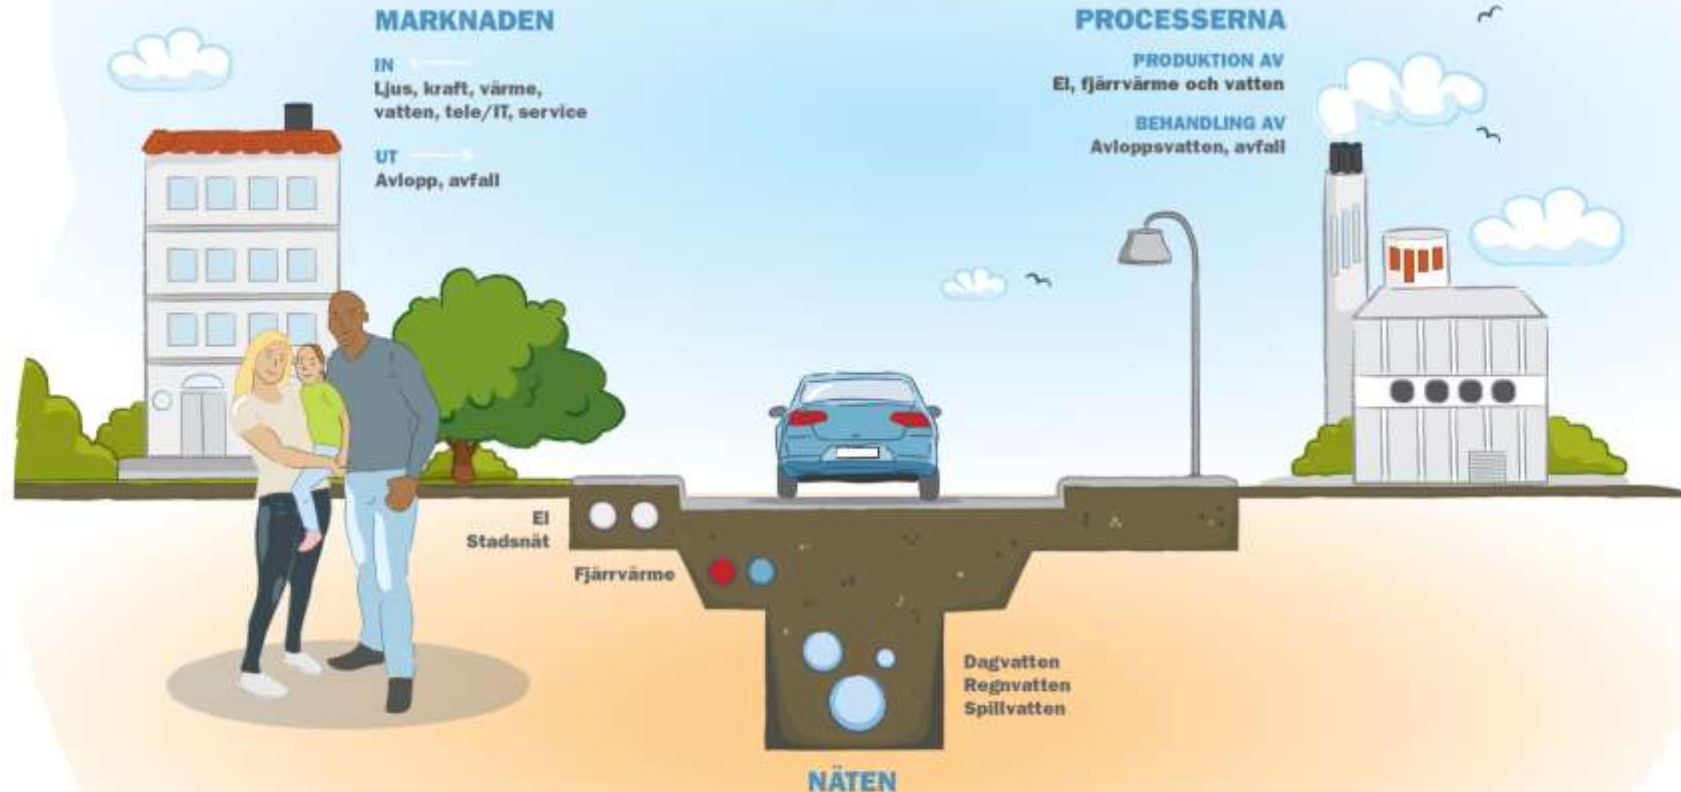 MARKNADEN
IN
Ljus, kraft, värme,
vatten, tele/IT, service
UT
Avlopp, avfall
PROCESSERNA
PRODUKTION AV
El, fjärrvärme och vatten
BEHANDLING AV
Avloppsvatten, avfall
El
Stadsnät
Fjärrvärme
Dagvatten
Regnvatten
Spillvatten
NÄTEN